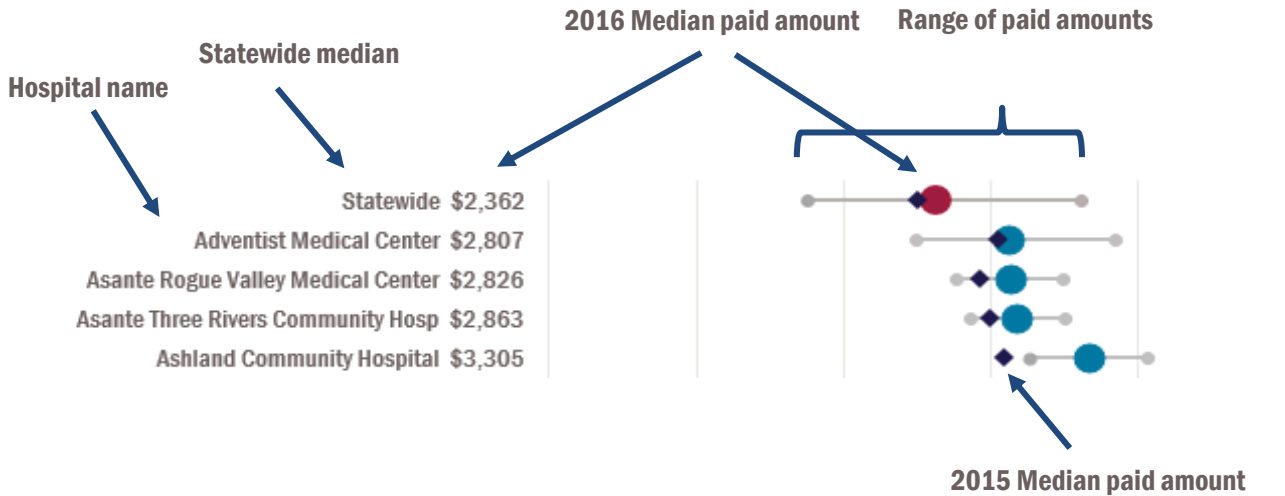 2016 Median paid amount
Range of paid amounts
Statewide median
Hospital name
Statewide $2,362
Adventist Medical Center $2,807
Asante Rogue Valley Medical Center $2,826
Asante Three Rivers Community Hosp $2,863
Ashland Community Hospital $3,305
2015 Median paid amount